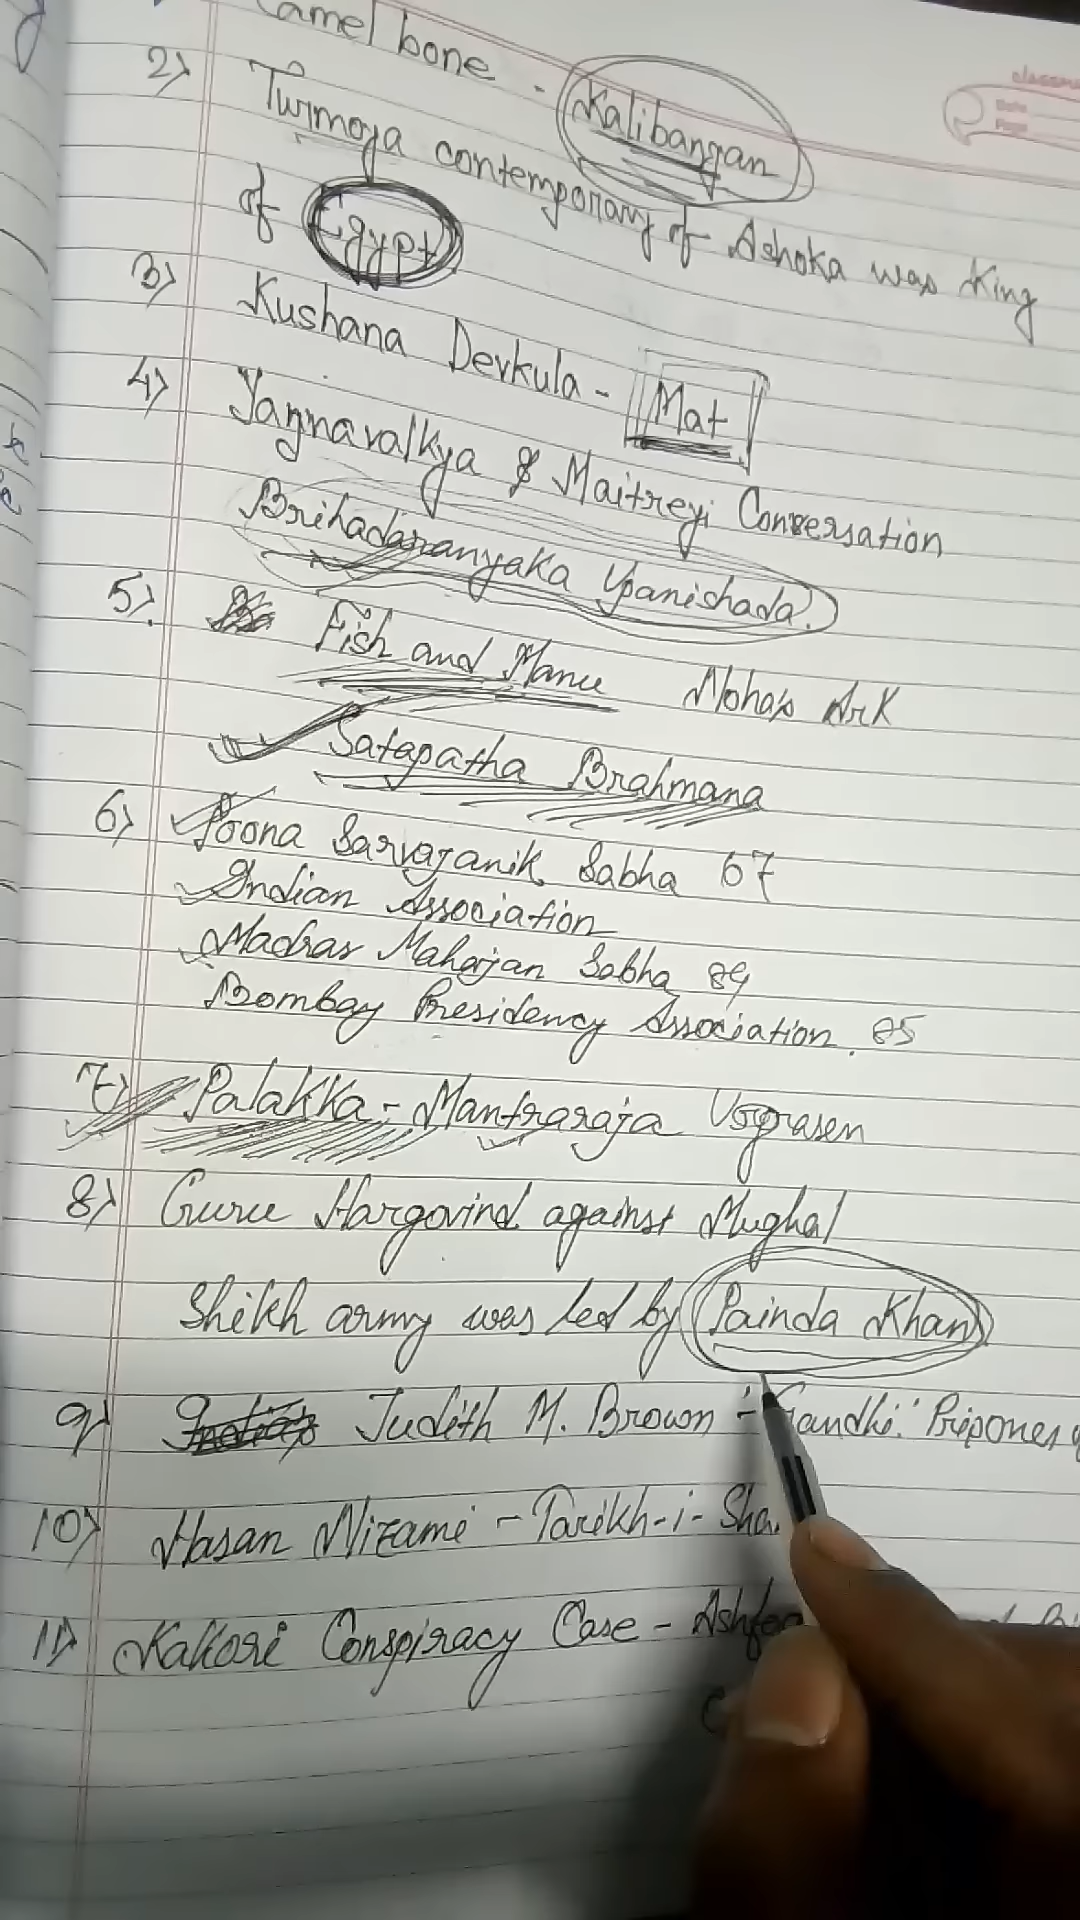 Camel bone - Kalibangan
2) Turmoya contemporary of Ashoka was King
of Egypt
3) Kushana Devkula - Mat
4) Yagnavalkya & Maitreyi Conversation
Brihadaranyaka Upanishada.
5) Fish and Manu Noha's Ark
Satapatha Brahmana
6) Poona Sarvajanik Sabha 67
Indian Association
Madras Mahajan Sabha 84
Bombay Presidency Association. 85
7) Palakka - Mantraraja Uograsen
8) Guru Hargovind against Mughal
Shikh army was led by Painda Khan
9) Judith M. Brown - Gandhi:
10) Hasan Nizami - Tarikh-i-
11) Kakori Conspiracy Case -